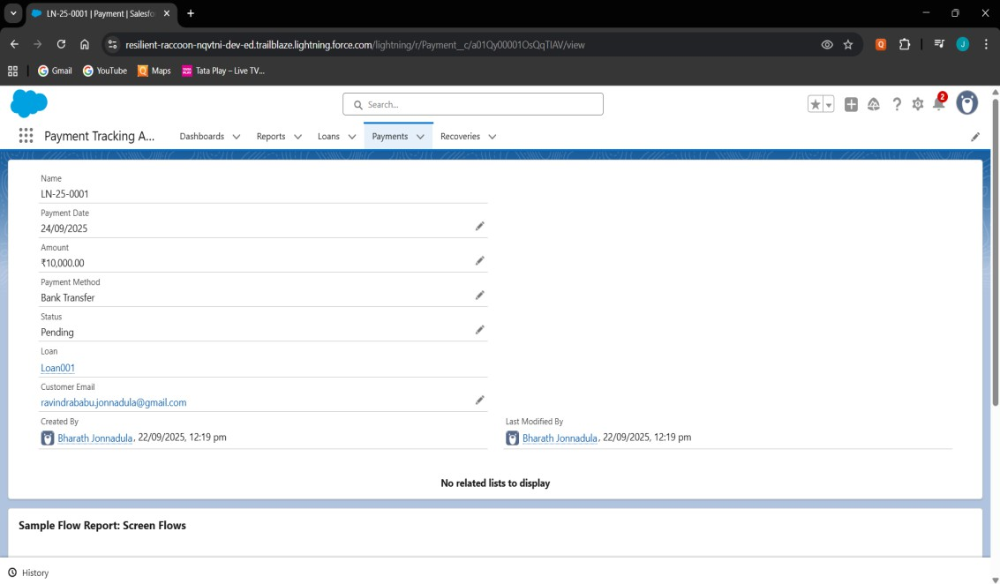 LN-25-0001 | Payment | Salesfo
resilient-raccoon-nqvtni-dev-ed.trailblaze.lightning.force.com/lightning/r/Payment__c/a01Qy00001OsQqTIAV/view
Q
J
Gmail YouTube Maps Tata Play – Live TV...
Search...
2
Payment Tracking A... Dashboards Reports Loans Payments Recoveries
Name
LN-25-0001
Payment Date
24/09/2025
Amount
₹10,000.00
Payment Method
Bank Transfer
Status
Pending
Loan
Loan001
Customer Email
ravindrababu.jonnadula@gmail.com
Created By Last Modified By
Bharath Jonnadula, 22/09/2025, 12:19 pm Bharath Jonnadula, 22/09/2025, 12:19 pm
No related lists to display
Sample Flow Report: Screen Flows
History